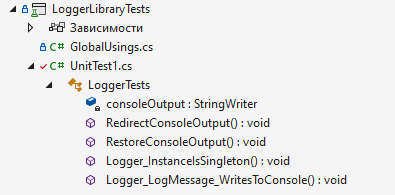 LoggerLibraryTests
Зависимости
C# GlobalUsings.cs
C# UnitTest1.cs
LoggerTests
consoleOutput : StringWriter
RedirectConsoleOutput() : void
RestoreConsoleOutput() : void
Logger_InstanceIsSingleton() : void
Logger_LogMessage_WritesToConsole() : void